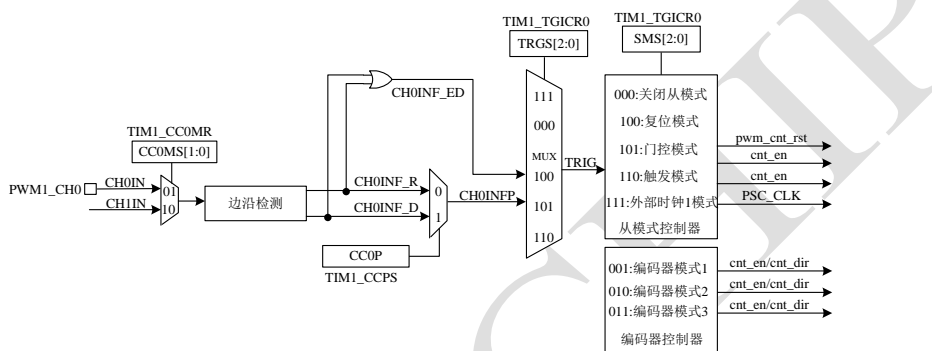 TIM1_TGICR0
TRGS[2:0]
TIM1_TGICR0
SMS[2:0]
CH0INF_ED
111
000
MUX
100
101
110
TRIG
000:关闭从模式
100:复位模式
101:门控模式
110:触发模式
111:外部时钟1模式
从模式控制器
pwm_cnt_rst
cnt_en
cnt_en
PSC_CLK
TIM1_CC0MR
CC0MS[1:0]
PWM1_CH0
CH0IN
CH1IN
01
10
边沿检测
CH0INF_R
CH0INF_D
0
1
CH0INFP
CC0P
TIM1_CCPS
001:编码器模式1
010:编码器模式2
011:编码器模式3
编码器控制器
cnt_en/cnt_dir
cnt_en/cnt_dir
cnt_en/cnt_dir